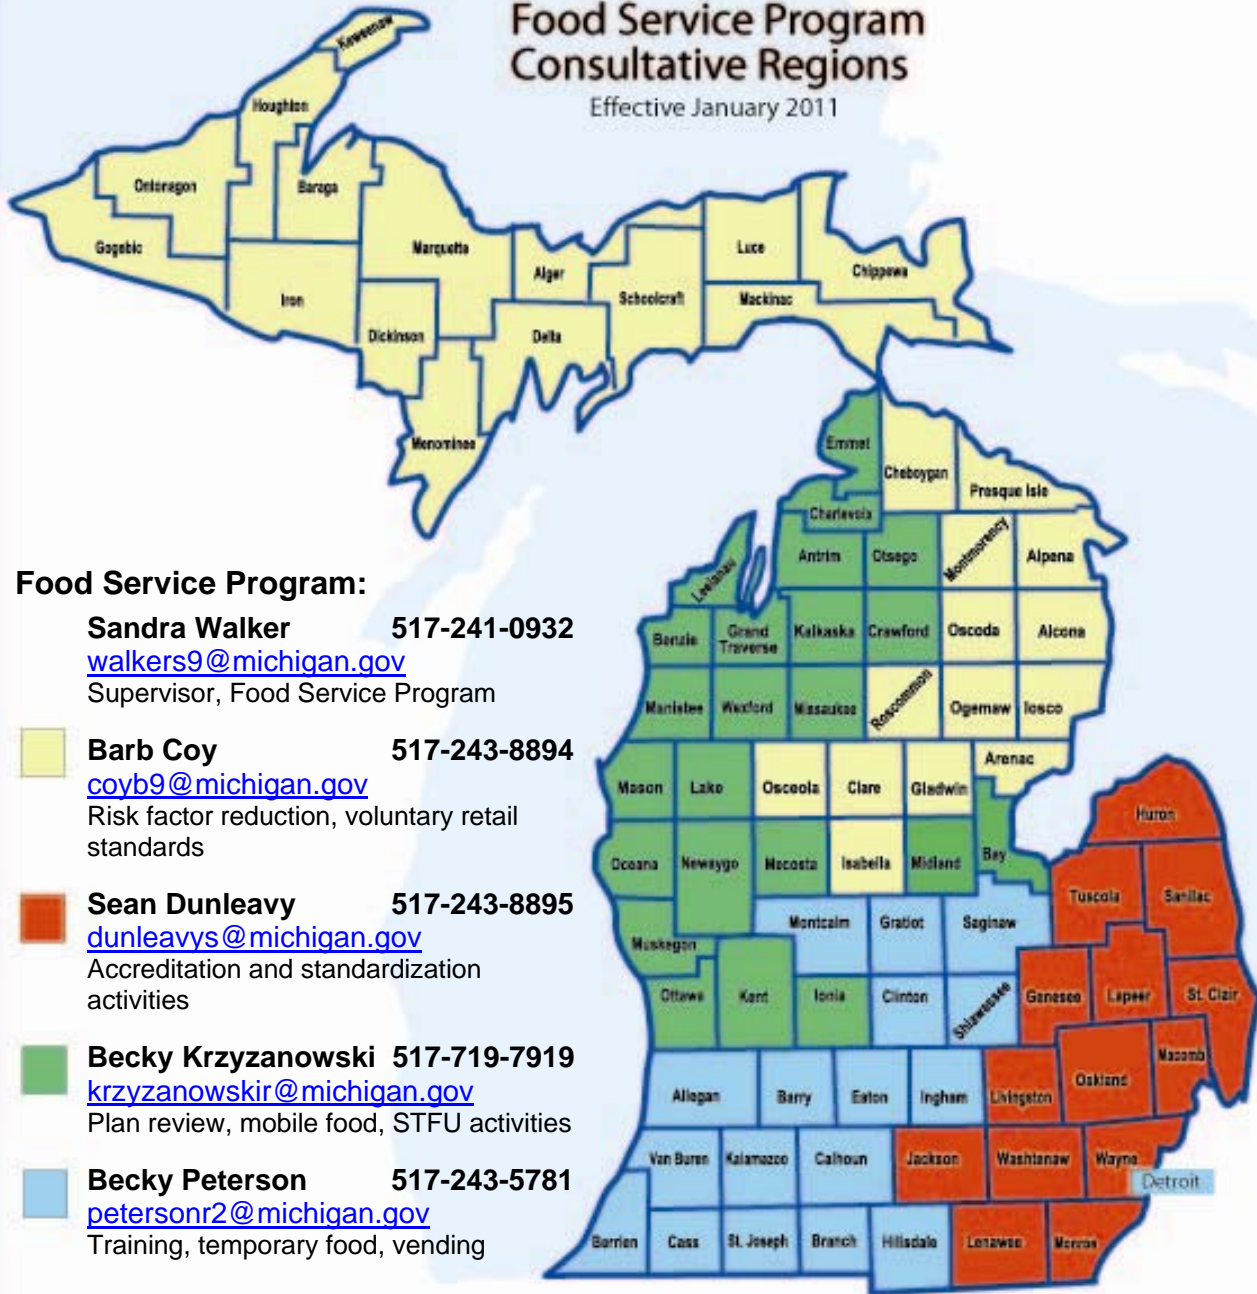 Food Service Program
Consultative Regions
Effective January 2011
Keweenaw
Houghton
Ontonagon
Baraga
Gogebic
Marquette
Luce
Alger
Chippewa
Iron
Schoolcraft
Mackinac
Dickinson
Delta
Menominee
Emmet
Cheboygan
Presque Isle
Charlevoix
Antrim
Otsego
Montmorency
Alpena
Leelanau
Benzie
Grand
Traverse
Kalkaska
Crawford
Oscoda
Alcona
Manistee
Wexford
Missaukee
Roscommon
Ogemaw
Iosco
Arenac
Mason
Lake
Osceola
Clare
Gladwin
Huron
Oceana
Newaygo
Mecosta
Isabella
Midland
Bay
Tuscola
Sanilac
Montcalm
Gratiot
Saginaw
Muskegon
Ottawa
Kent
Ionia
Clinton
Shiawassee
Genesee
Lapeer
St. Clair
Allegan
Barry
Eaton
Ingham
Livingston
Oakland
Macomb
Van Buren
Kalamazoo
Calhoun
Jackson
Washtenaw
Wayne
Detroit
Berrien
Cass
St. Joseph
Branch
Hillsdale
Lenawee
Monroe
Food Service Program:
Sandra Walker 517-241-0932
walkers9@michigan.gov
Supervisor, Food Service Program
Barb Coy 517-243-8894
coyb9@michigan.gov
Risk factor reduction, voluntary retail
standards
Sean Dunleavy 517-243-8895
dunleavys@michigan.gov
Accreditation and standardization
activities
Becky Krzyzanowski 517-719-7919
krzyzanowskir@michigan.gov
Plan review, mobile food, STFU activities
Becky Peterson 517-243-5781
petersonr2@michigan.gov
Training, temporary food, vending